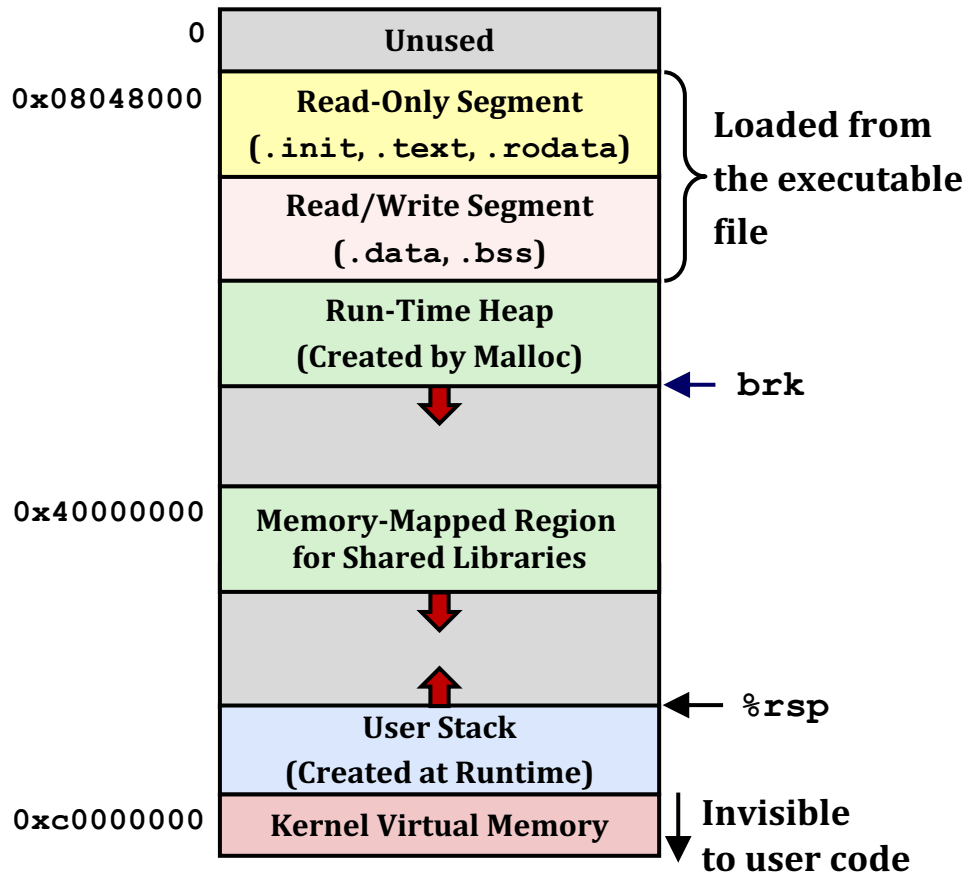 0
Unused
0x08048000
Read-Only Segment
(.init, .text, .rodata)
Loaded from
the executable
file
Read/Write Segment
(.data, .bss)
Run-Time Heap
(Created by Malloc)
brk
0x40000000
Memory-Mapped Region
for Shared Libraries
%rsp
User Stack
(Created at Runtime)
0xc0000000
Kernel Virtual Memory
Invisible
to user code